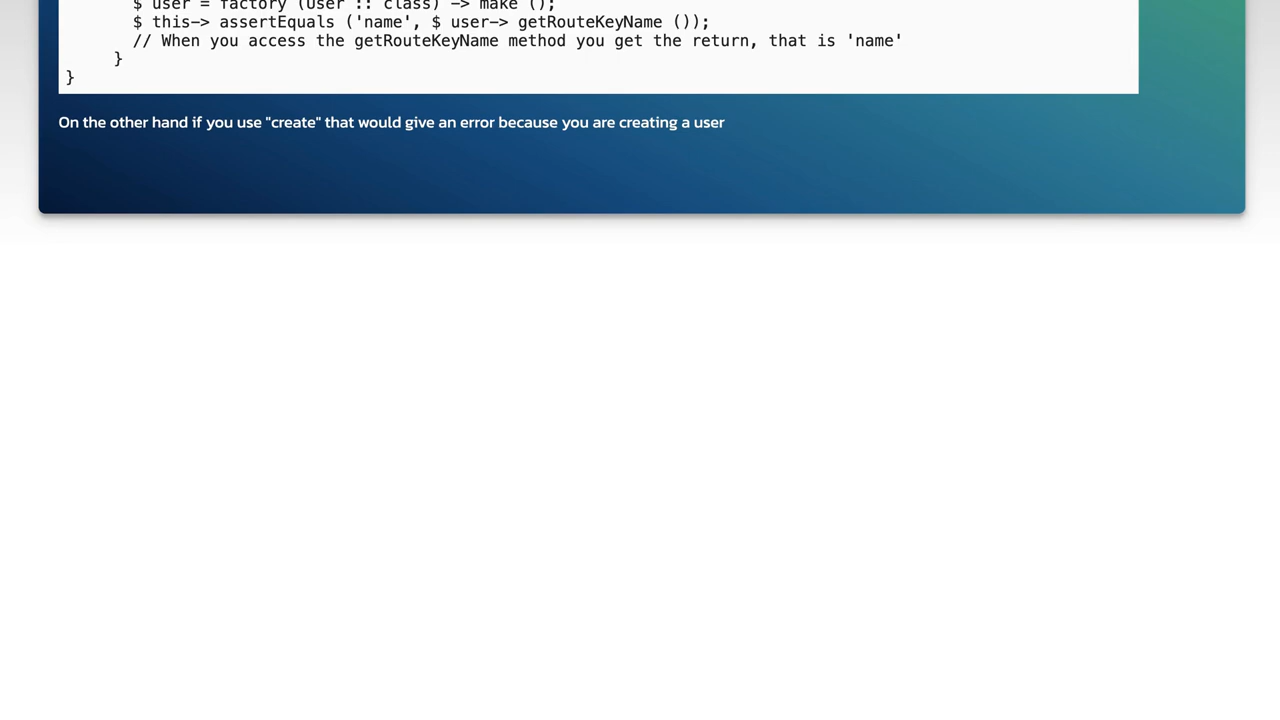 $ user = factory (User :: class) -> make ();
$ this-> assertEquals ('name', $ user-> getRouteKeyName ());
// When you access the getRouteKeyName method you get the return, that is 'name'
}
}
On the other hand if you use "create" that would give an error because you are creating a user